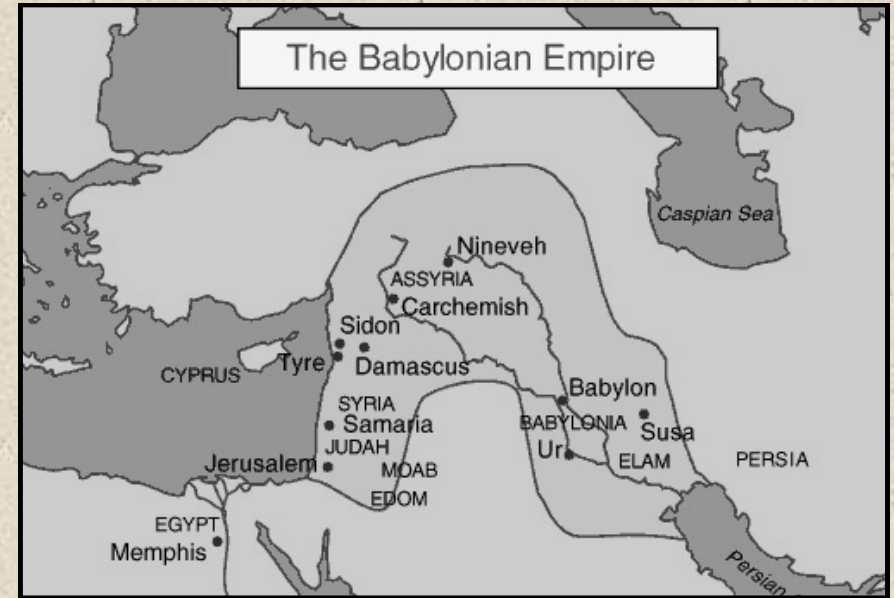 The Babylonian Empire
Caspian Sea
Nineveh
ASSYRIA
Carchemish
Sidon
Tyre
Damascus
CYPRUS
Babylon
SYRIA
Samaria
BABYLONIA
Susa
JUDAH
Ur
Jerusalem
MOAB
ELAM
PERSIA
EDOM
EGYPT
Memphis
Persian